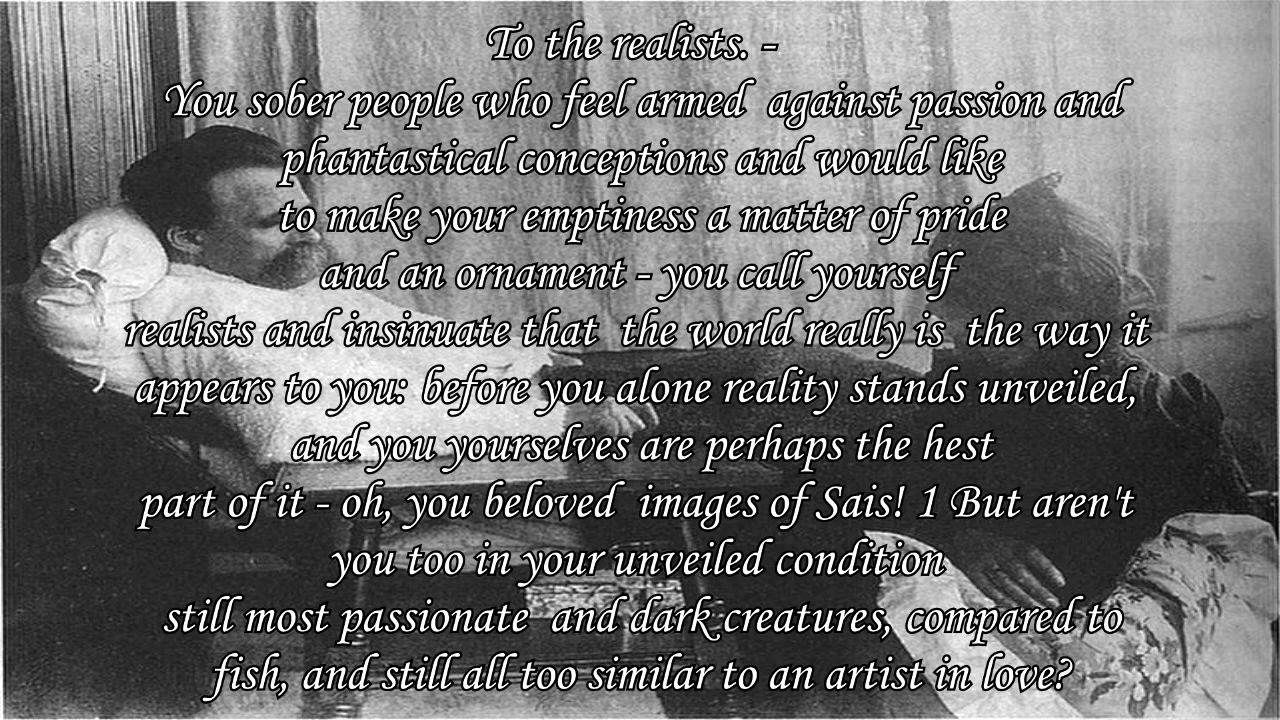 To the realists. -
You sober people who feel armed against passion and
phantastical conceptions and would like
to make your emptiness a matter of pride
and an ornament - you call yourself
realists and insinuate that the world really is the way it
appears to you: before you alone reality stands unveiled,
and you yourselves are perhaps the hest
part of it - oh, you beloved images of Sais! 1 But aren't
you too in your unveiled condition
still most passionate and dark creatures, compared to
fish, and still all too similar to an artist in love?